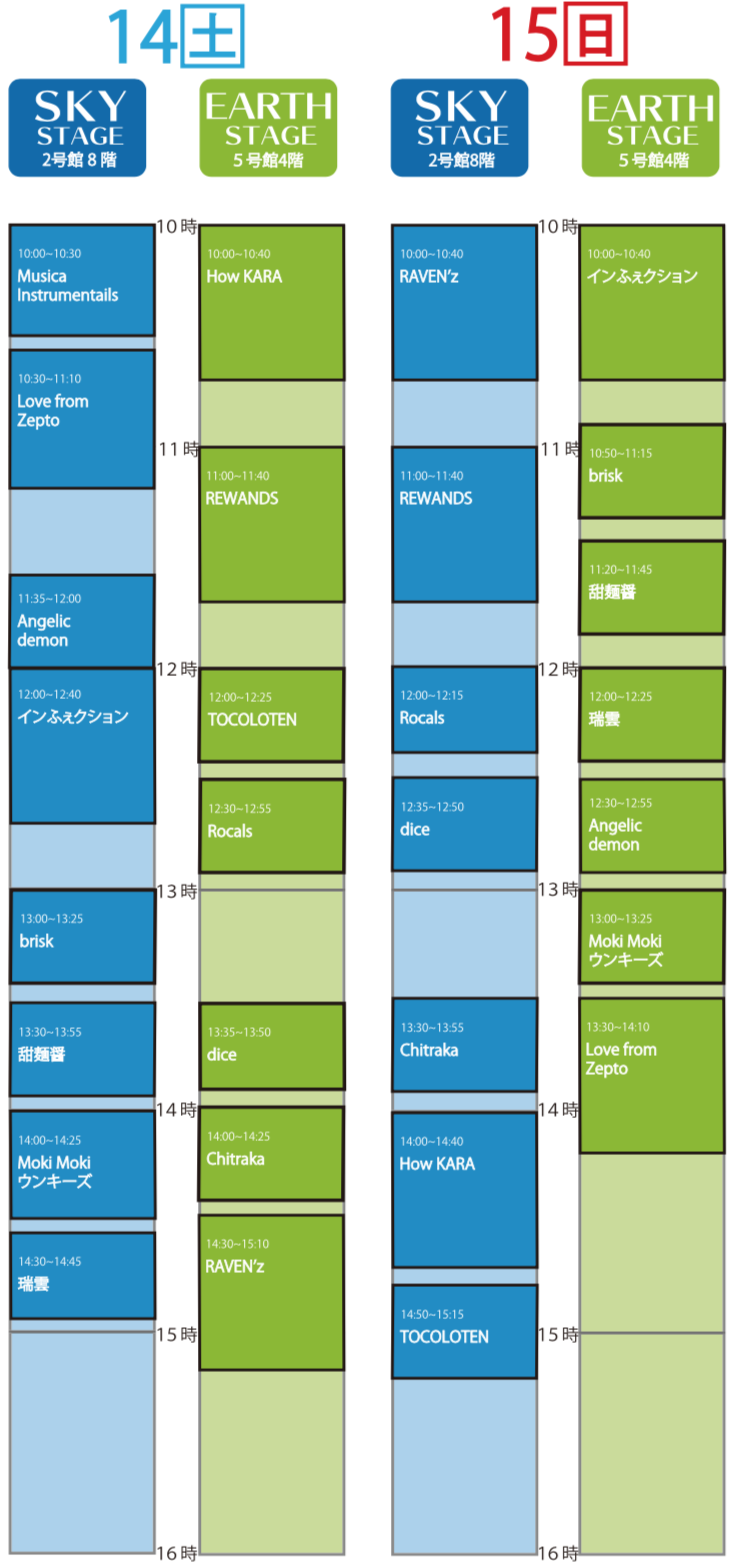 14土
SKY
STAGE
2号館 8 階
10:00~10:30
Musica
Instrumentails
10:30~11:10
Love from
Zepto
11:35~12:00
Angelic
demon
12:00~12:40
インふぇクション
13:00~13:25
brisk
13:30~13:55
甜麺醤
14:00~14:25
Moki Moki
ウンキーズ
14:30~14:45
瑞雲
EARTH
STAGE
5 号館4階
10:00~10:40
How KARA
11:00~11:40
REWANDS
12:00~12:25
TOCOLOTEN
12:30~12:55
Rocals
13:35~13:50
dice
14:00~14:25
Chitraka
14:30~15:10
RAVEN’z
10時
11時
12時
13時
14時
15時
16時
15日
SKY
STAGE
2号館8階
10:00~10:40
RAVEN’z
11:00~11:40
REWANDS
12:00~12:15
Rocals
12:35~12:50
dice
13:30~13:55
Chitraka
14:00~14:40
How KARA
14:50~15:15
TOCOLOTEN
EARTH
STAGE
5 号館4階
10:00~10:40
インふぇクション
10:50~11:15
brisk
11:20~11:45
甜麺醤
12:00~12:25
瑞雲
12:30~12:55
Angelic
demon
13:00~13:25
Moki Moki
ウンキーズ
13:30~14:10
Love from
Zepto
10時
11時
12時
13時
14時
15時
16時